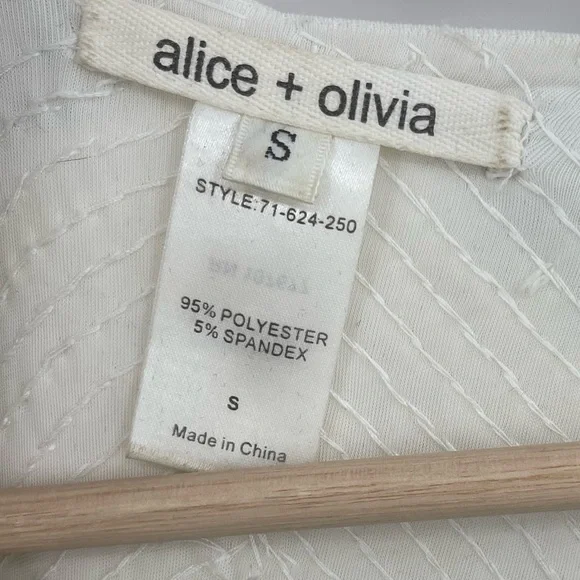 alice + olivia
S
STYLE:71-624-250
95% POLYESTER
5% SPANDEX
S
Made in China